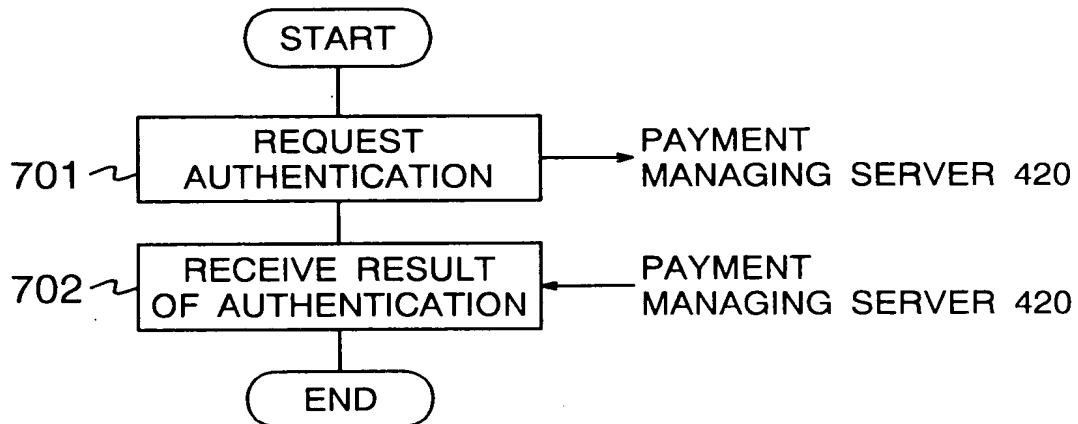 START
701
REQUEST
AUTHENTICATION
PAYMENT
MANAGING SERVER 420
702
RECEIVE RESULT
OF AUTHENTICATION
PAYMENT
MANAGING SERVER 420
END